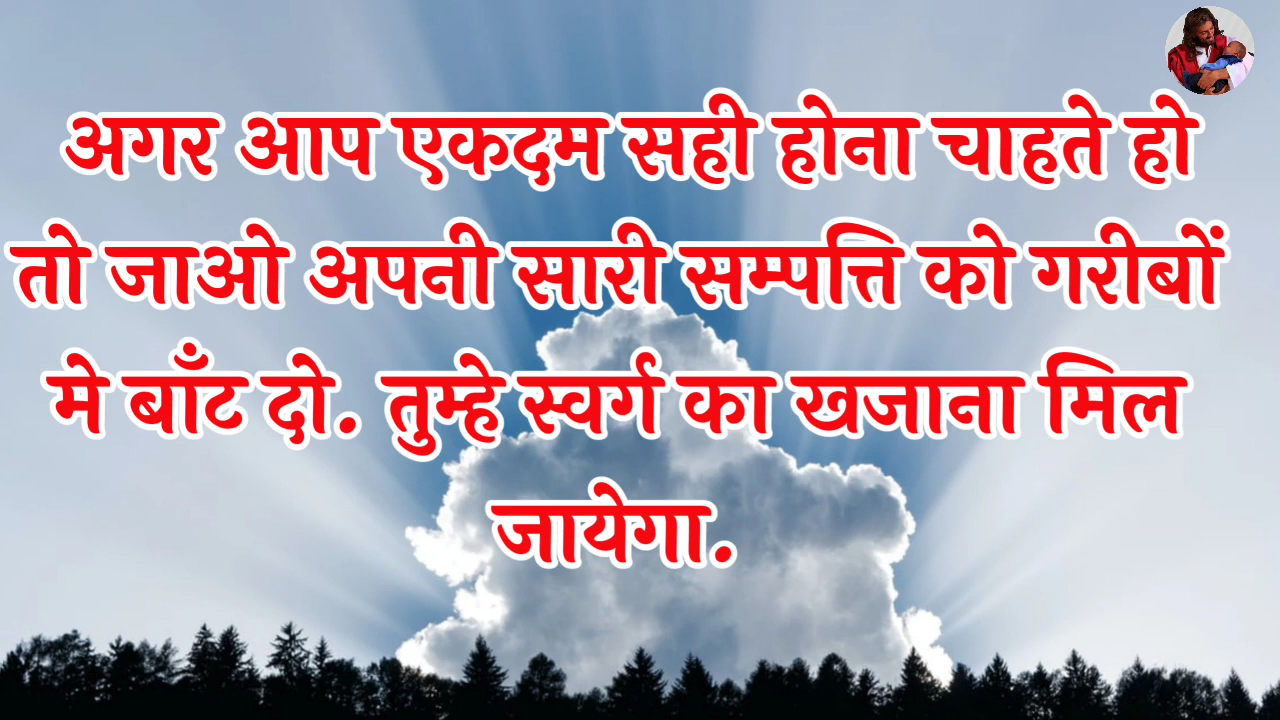 अगर आप एकदम सही होना चाहते हो
तो जाओ अपनी सारी सम्पत्ति को गरीबों
मे बाँट दो. तुम्हे स्वर्ग का खजाना मिल
जायेगा.